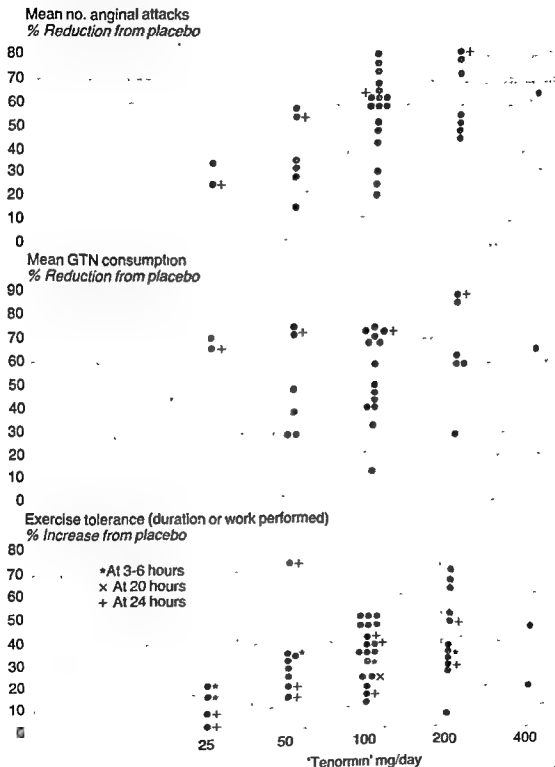 Mean no. anginal attacks
% Reduction from placebo
80
70
60
50
40
30
20
10
0
Mean GTN consumption
% Reduction from placebo
90
80
70
60
50
40
30
20
10
0
Exercise tolerance (duration or work performed)
% Increase from placebo
80
*At 3-6 hours
70
× At 20 hours
60
+ At 24 hours
50
40
30
20
10
25 50 100 200 400
'Tenormin' mg/day